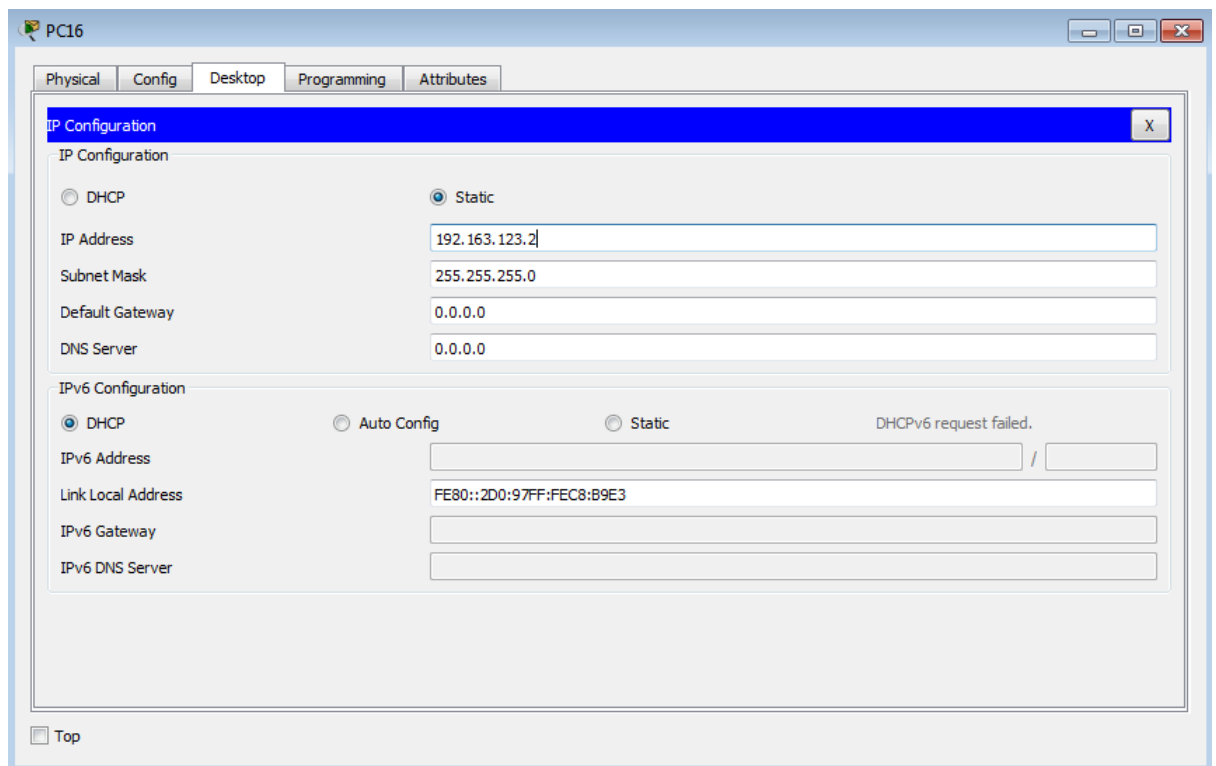 PC16
Physical Config Desktop Programming Attributes
IP Configuration X
IP Configuration
DHCP Static
IP Address 192.163.123.2
Subnet Mask 255.255.255.0
Default Gateway 0.0.0.0
DNS Server 0.0.0.0
IPv6 Configuration
DHCP Auto Config Static DHCPv6 request failed.
IPv6 Address /
Link Local Address FE80::2D0:97FF:FEC8:B9E3
IPv6 Gateway
IPv6 DNS Server
Top